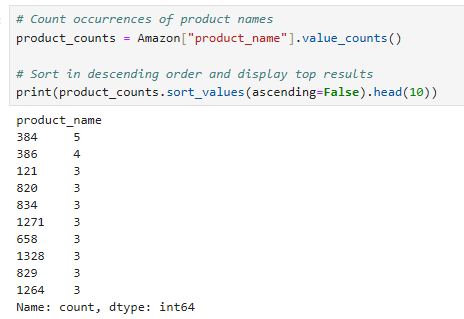 # Count occurrences of product names
product_counts = Amazon["product_name"].value_counts()
# Sort in descending order and display top results
print(product_counts.sort_values(ascending=False).head(10))
product_name
384     5
386     4
121     3
820     3
834     3
1271    3
658     3
1328    3
829     3
1264    3
Name: count, dtype: int64